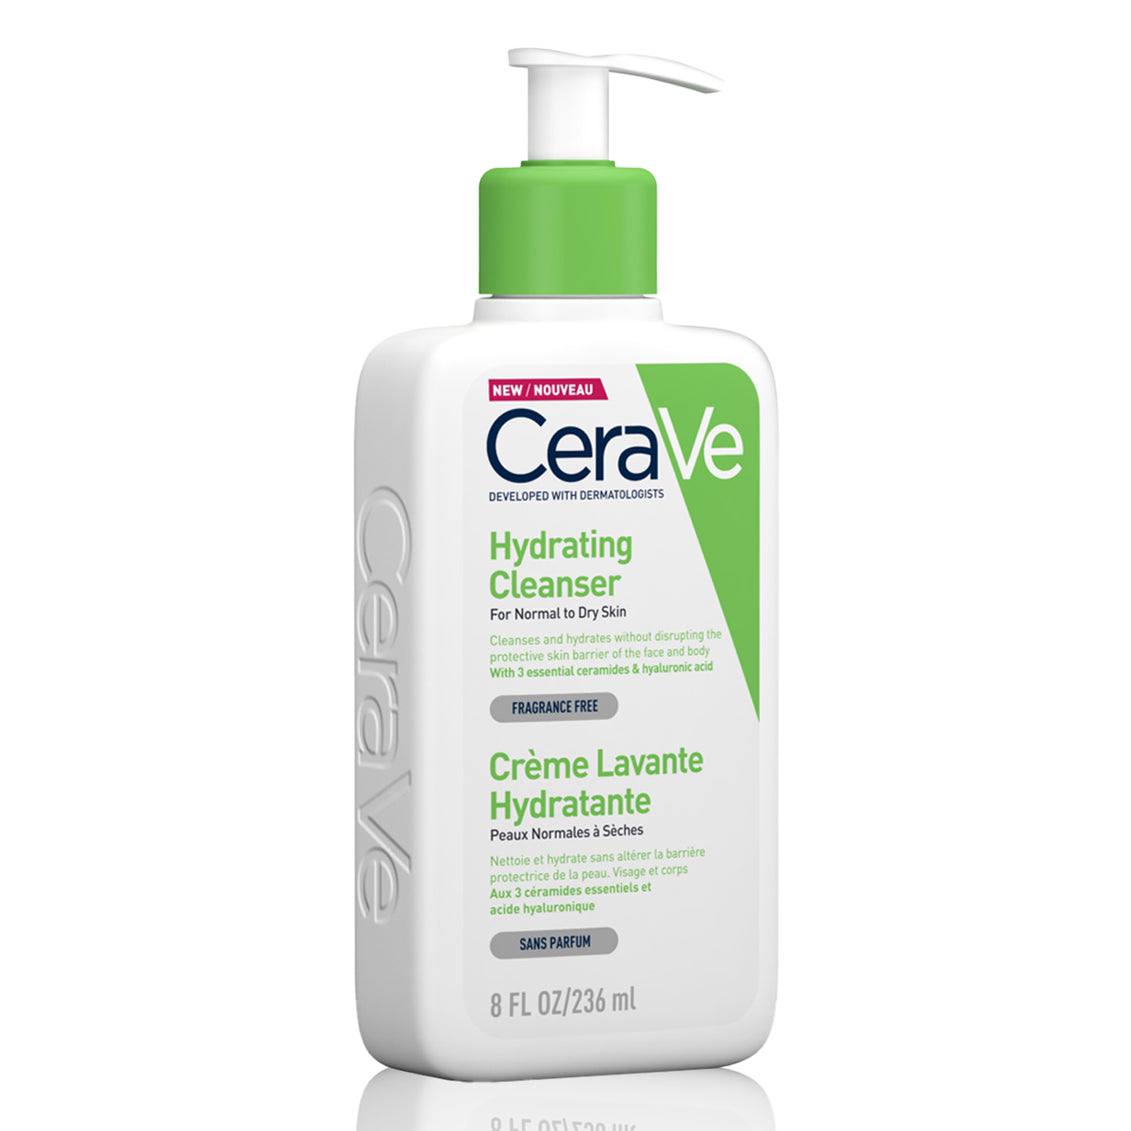 NEW / NOUVEAU
CeraVe
DEVELOPED WITH DERMATOLOGISTS
Hydrating
Cleanser
For Normal to Dry Skin
Cleanses and hydrates without disrupting the
protective skin barrier of the face and body
With 3 essential ceramides & hyaluronic acid
FRAGRANCE FREE
Crème Lavante
Hydratante
Peaux Normales à Sèches
Nettoie et hydrate sans altérer la barrière
protectrice de la peau. Visage et corps
Aux 3 céramides essentiels et
acide hyaluronique
SANS PARFUM
8 FL OZ/236 ml
CeraVe